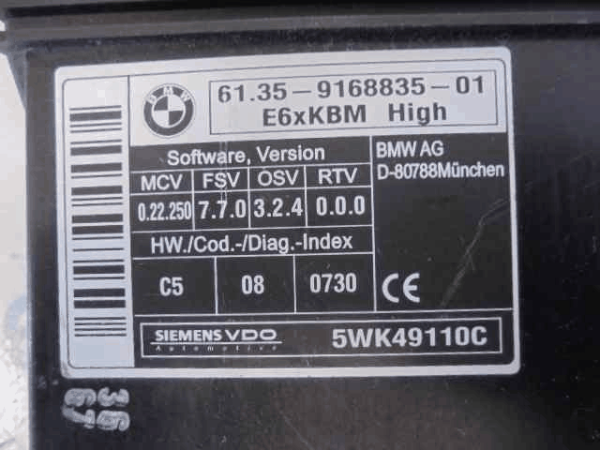 BMW
61.35 - 9168835 - 01
E6xKBM High
Software, Version
MCV FSV OSV RTV
0.22.250 7.7.0 3.2.4 0.0.0
HW./Cod.-/Diag.-Index
C5 08 0730
BMW AG
D-80788München
CE
SIEMENS VDO
Automotive
5WK49110C